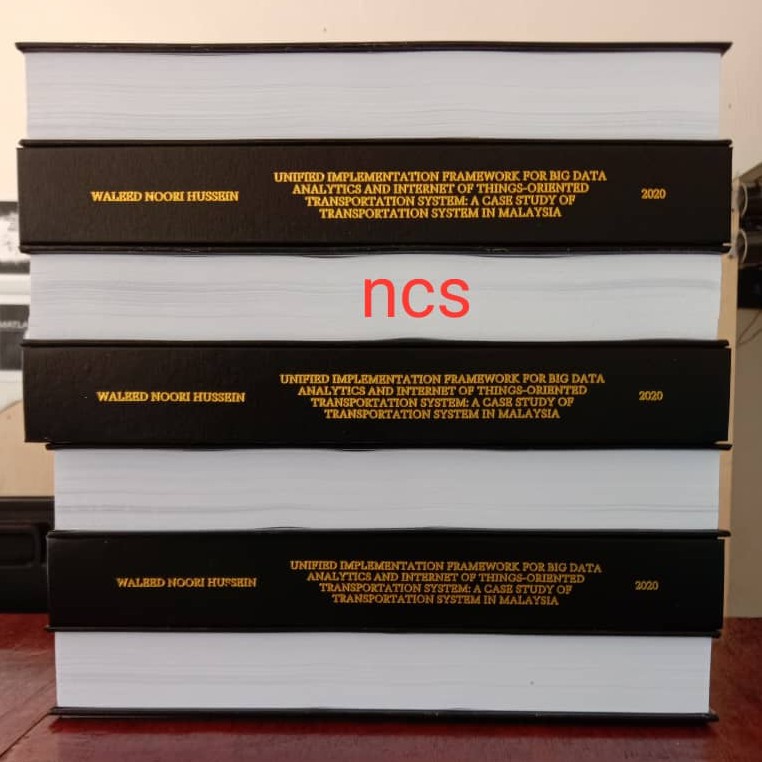 WALEED NOORI HUSSEIN
UNIFIED IMPLEMENTATION FRAMEWORK FOR BIG DATA
ANALYTICS AND INTERNET OF THINGS-ORIENTED
TRANSPORTATION SYSTEM: A CASE STUDY OF
TRANSPORTATION SYSTEM IN MALAYSIA
2020
ncs
WALEED NOORI HUSSEIN
UNIFIED IMPLEMENTATION FRAMEWORK FOR BIG DATA
ANALYTICS AND INTERNET OF THINGS-ORIENTED
TRANSPORTATION SYSTEM: A CASE STUDY OF
TRANSPORTATION SYSTEM IN MALAYSIA
2020
WALEED NOORI HUSSEIN
UNIFIED IMPLEMENTATION FRAMEWORK FOR BIG DATA
ANALYTICS AND INTERNET OF THINGS-ORIENTED
TRANSPORTATION SYSTEM: A CASE STUDY OF
TRANSPORTATION SYSTEM IN MALAYSIA
2020